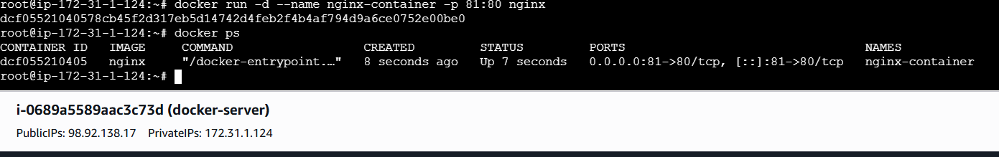 root@ip-172-31-1-124:~# docker run -d --name nginx-container -p 81:80 nginx
dcf05521040578cb45f2d317eb5d14742d4feb2f4b4af794d9a6ce0752e00be0
root@ip-172-31-1-124:~# docker ps
CONTAINER ID   IMAGE     COMMAND                  CREATED         STATUS         PORTS                                 NAMES
dcf055210405   nginx     "/docker-entrypoint.…"   8 seconds ago   Up 7 seconds   0.0.0.0:81->80/tcp, [::]:81->80/tcp   nginx-container
root@ip-172-31-1-124:~#
i-0689a5589aac3c73d (docker-server)
PublicIPs: 98.92.138.17 PrivateIPs: 172.31.1.124